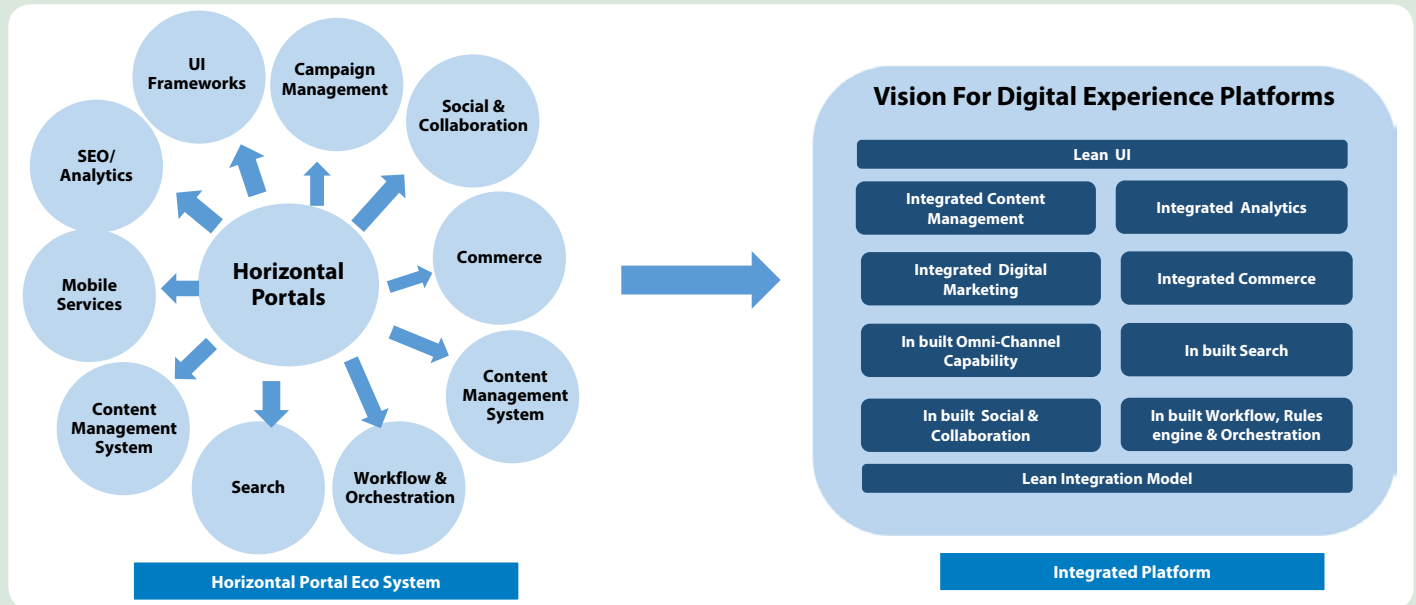 UI
Frameworks
Campaign
Management
Social &
Collaboration
SEO/
Analytics
Commerce
Horizontal
Portals
Mobile
Services
Content
Management
System
Content
Management
System
Search
Workflow &
Orchestration
Horizontal Portal Eco System
Vision For Digital Experience Platforms
Lean UI
Integrated Content
Management
Integrated Analytics
Integrated Digital
Marketing
Integrated Commerce
In built Omni-Channel
Capability
In built Search
In built Social &
Collaboration
In built Workflow, Rules
engine & Orchestration
Lean Integration Model
Integrated Platform